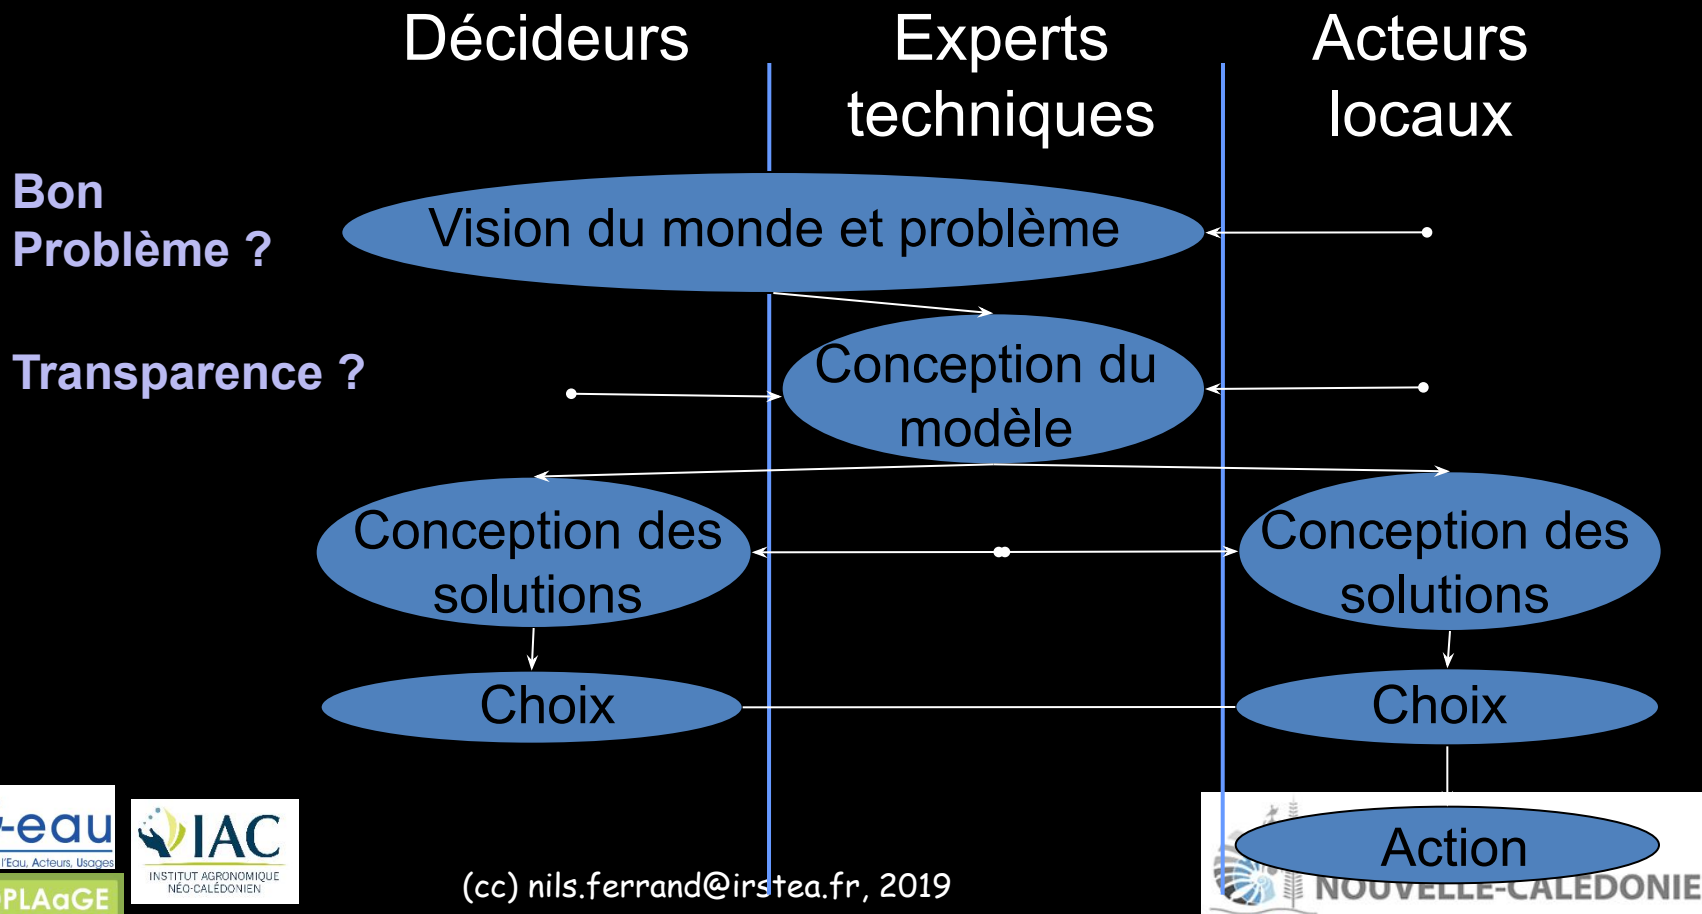 Décideurs
Experts
techniques
Acteurs
locaux
Bon
Problème ?
Vision du monde et problème
Transparence ?
Conception du
modèle
Conception des
solutions
Conception des
solutions
Choix
Choix
Action
-eau
l'Eau, Acteurs, Usages
PLAaGE
IAC
INSTITUT AGRONOMIQUE
NÉO-CALÉDONIEN
(cc) nils.ferrand@irstea.fr, 2019
NOUVELLE-CALEDONIE